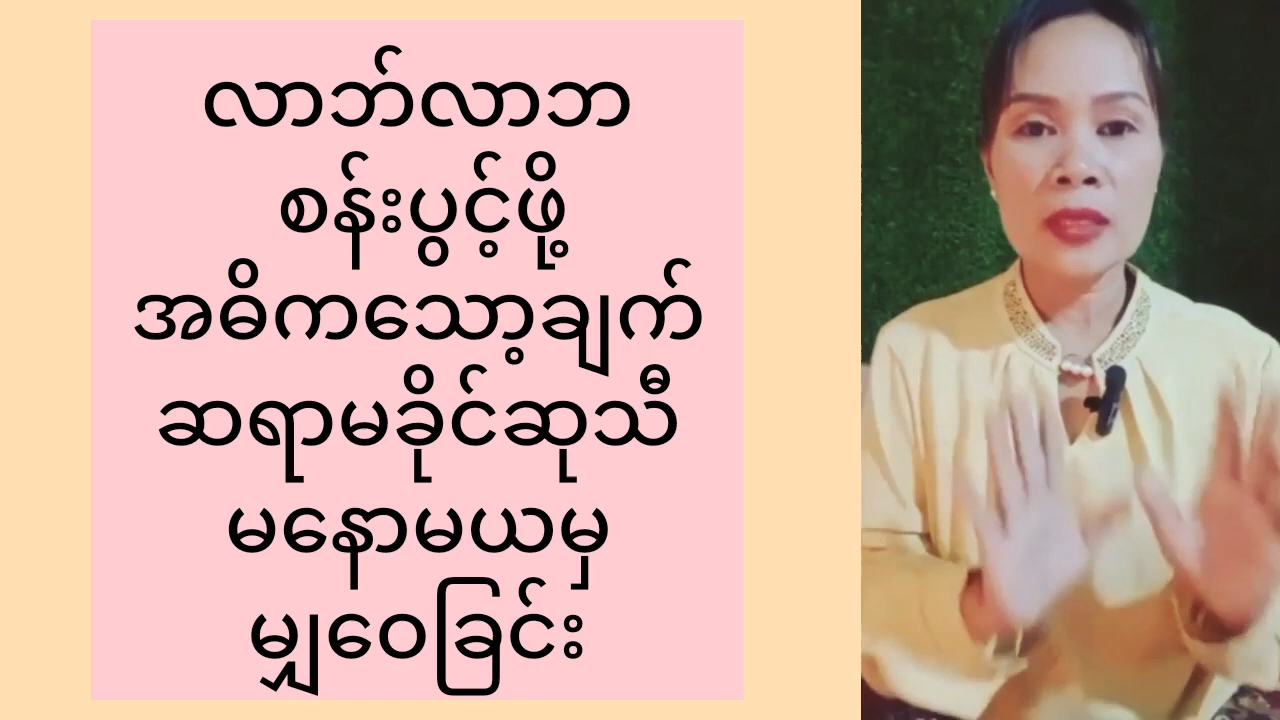 လာဘ်လာဘ
စန်းပွင့်ဖို့
အဓိကသော့ချက်
ဆရာမခိုင်ဆုသီ
မနောမယမှ
မျှဝေခြင်း